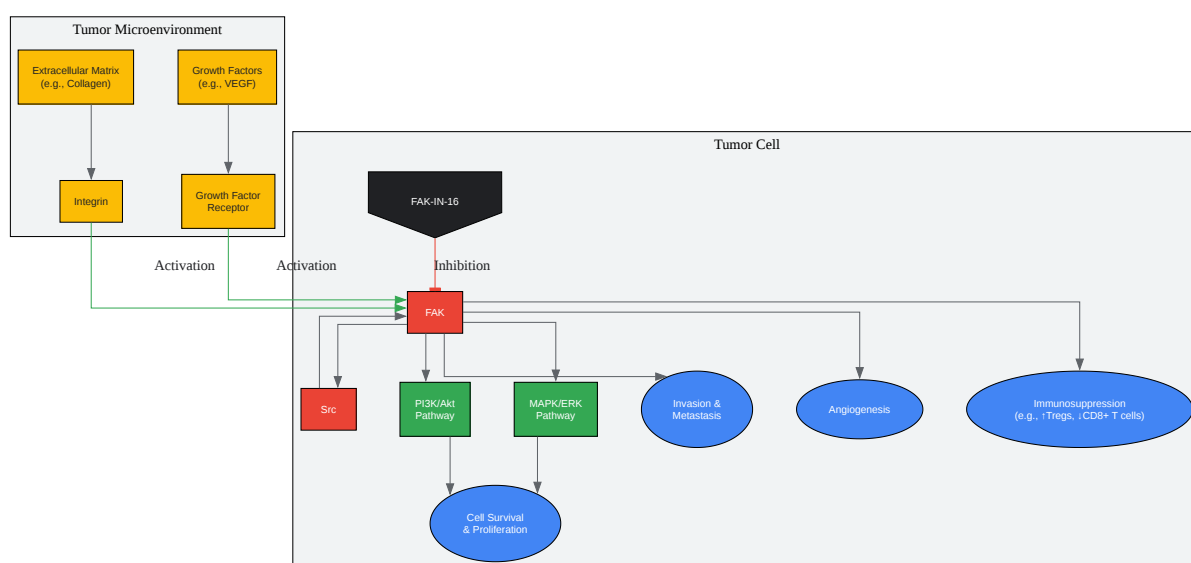 Tumor Microenvironment
Extracellular Matrix
(e.g., Collagen)
Growth Factors
(e.g., VEGF)
Integrin
Growth Factor
Receptor
Tumor Cell
FAK-IN-16
Activation
Activation
Inhibition
FAK
Src
PI3K/Akt
Pathway
MAPK/ERK
Pathway
Invasion &
Metastasis
Angiogenesis
Immunosuppression
(e.g., ↑Tregs, ↓CD8+ T cells)
Cell Survival
& Proliferation